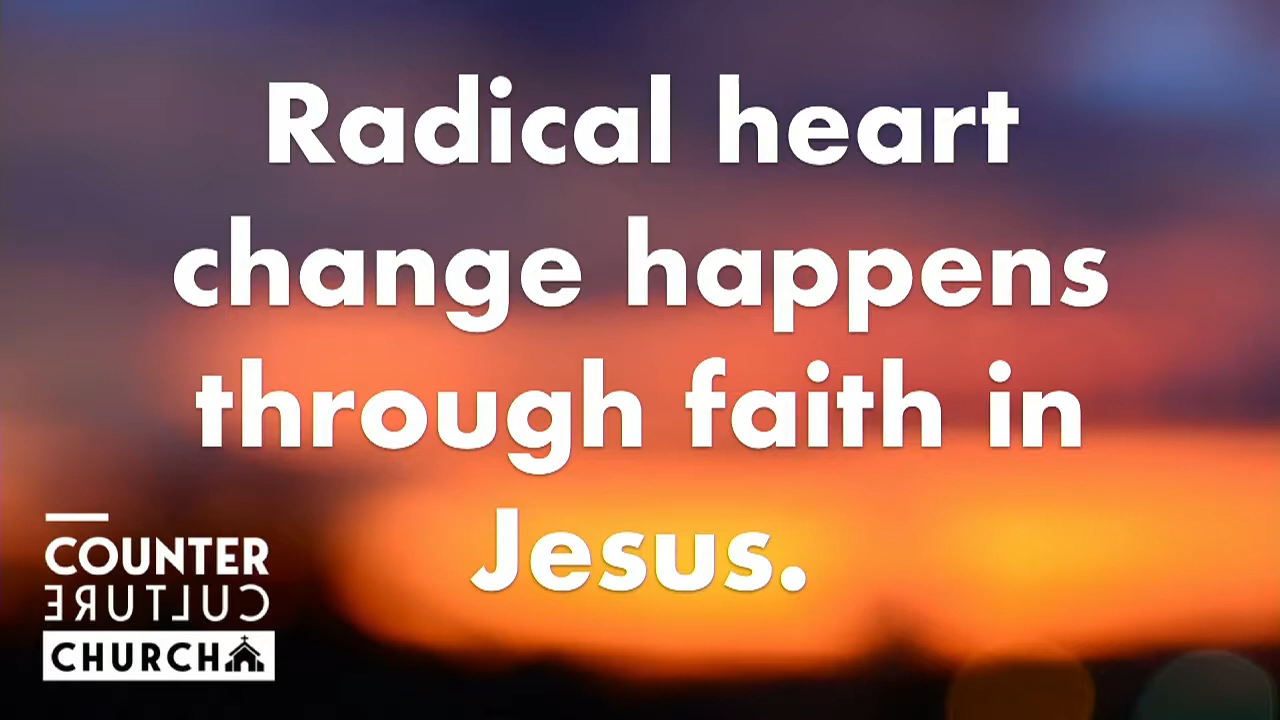 Radical heart
change happens
through faith in
Jesus.
COUNTER
CULTURE
CHURCH